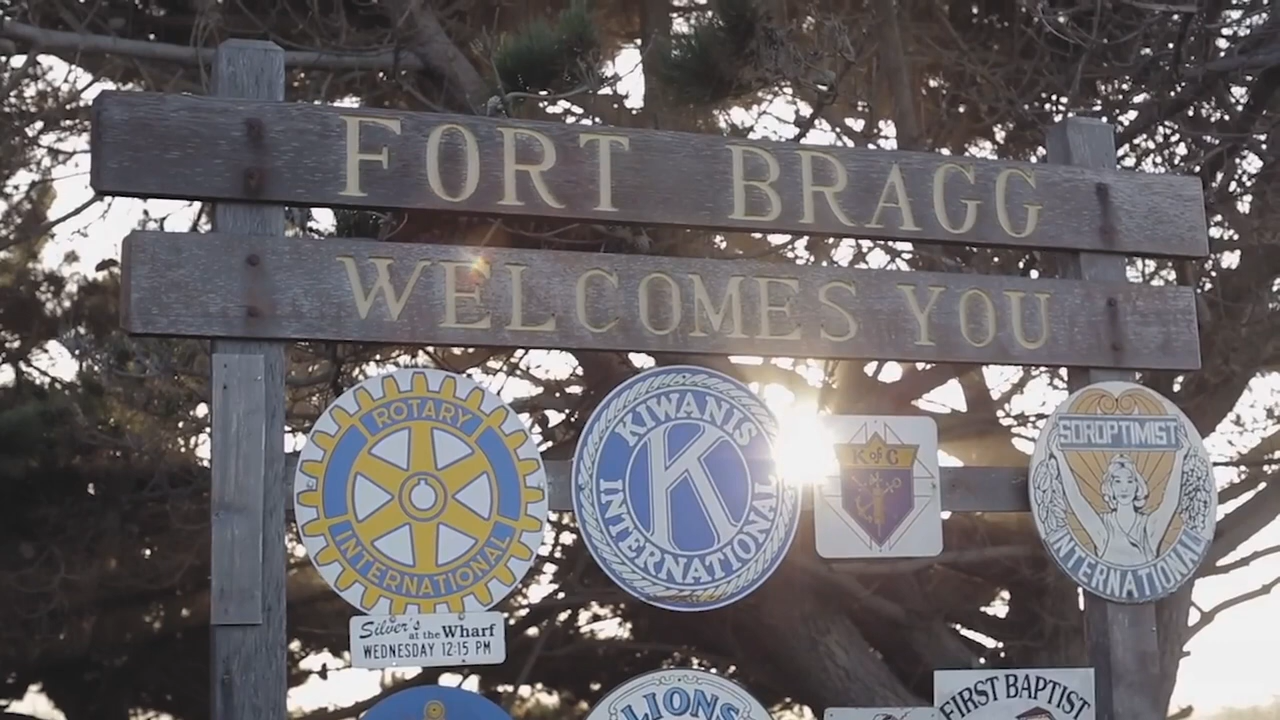 FORT BRAGG
WELCOMES YOU
ROTARY
INTERNATIONAL
KIWANIS
K
INTERNATIONAL
K of C
SOROPTIMIST
INTERNATIONAL
Silver's at the Wharf
WEDNESDAY 12:15 PM
LIONS
FIRST BAPTIST